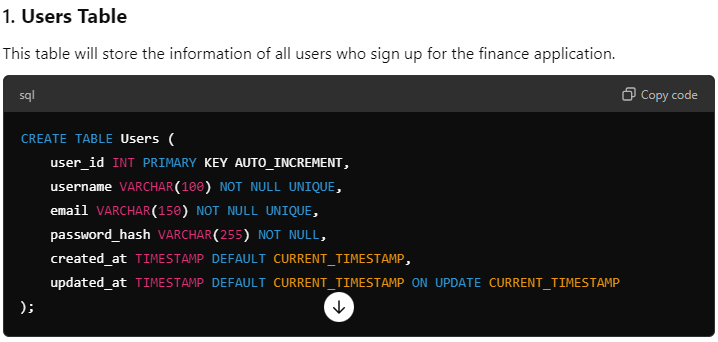 1. Users Table
This table will store the information of all users who sign up for the finance application.
sql
Copy code
CREATE TABLE Users (
    user_id INT PRIMARY KEY AUTO_INCREMENT,
    username VARCHAR(100) NOT NULL UNIQUE,
    email VARCHAR(150) NOT NULL UNIQUE,
    password_hash VARCHAR(255) NOT NULL,
    created_at TIMESTAMP DEFAULT CURRENT_TIMESTAMP,
    updated_at TIMESTAMP DEFAULT CURRENT_TIMESTAMP ON UPDATE CURRENT_TIMESTAMP
);